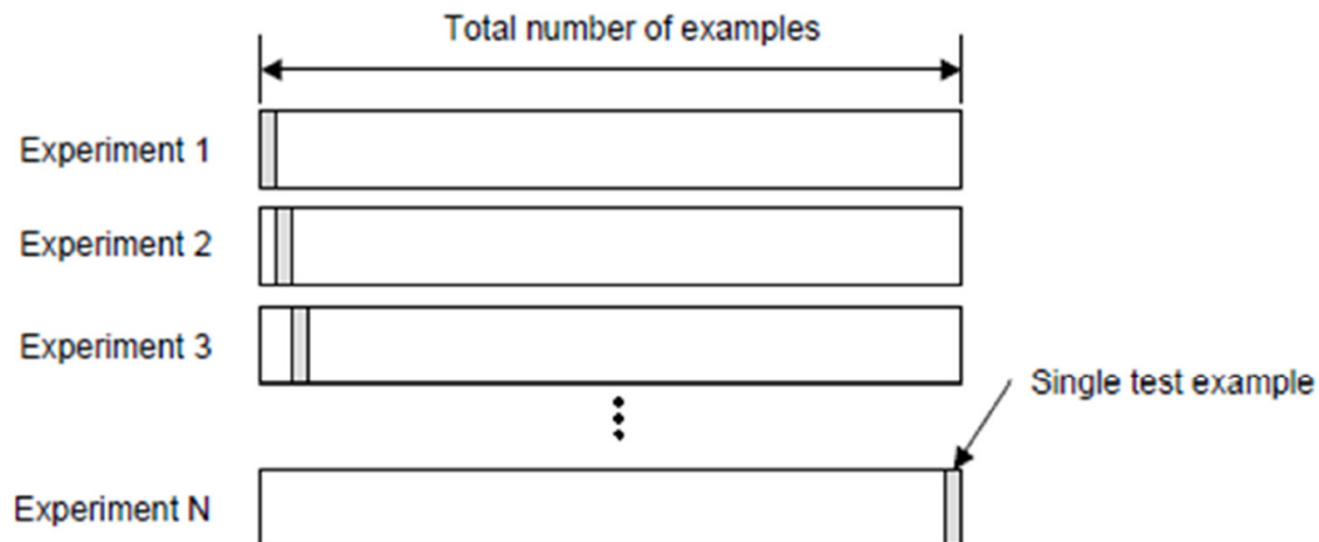 Total number of examples
Experiment 1
Experiment 2
Experiment 3
Single test example
Experiment N